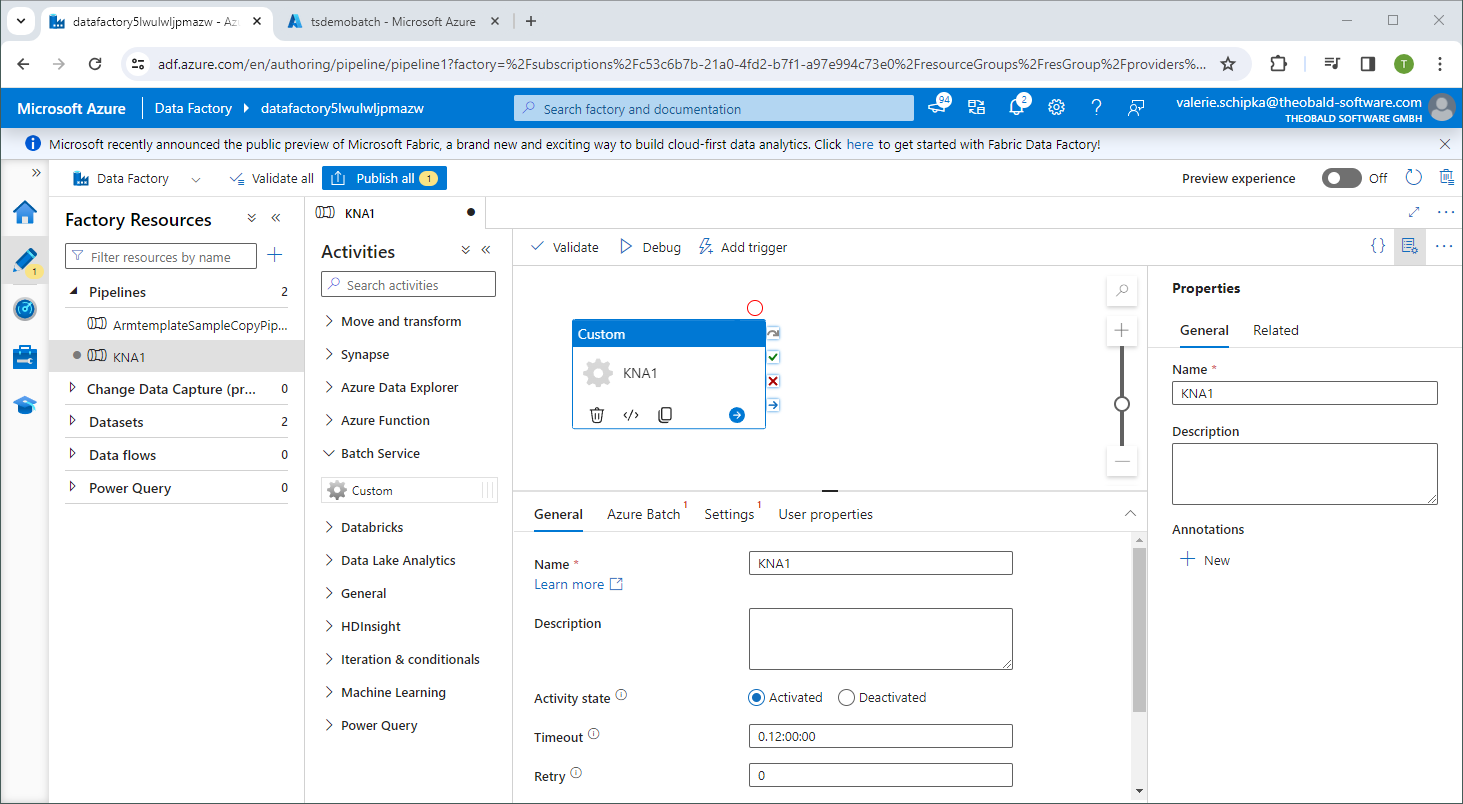 datafactory5lwulwljpmazw - Az
tsdemobatch - Microsoft Azure
adf.azure.com/en/authoring/pipeline/pipeline1?factory=%2Fsubscriptions%2Fc53c6b7b-21a0-4fd2-b7f1-a97e994c73e0%2FresourceGroups%2FresGroup%2Fproviders%...
T
Microsoft Azure
Data Factory
datafactory5lwulwljpmazw
Search factory and documentation
94
2
valerie.schipka@theobald-software.com
THEOBALD SOFTWARE GMBH
Microsoft recently announced the public preview of Microsoft Fabric, a brand new and exciting way to build cloud-first data analytics. Click here to get started with Fabric Data Factory!
Data Factory
Validate all
Publish all
1
Preview experience
Off
1
Factory Resources
Filter resources by name
Pipelines
2
ArmtemplateSampleCopyPip...
KNA1
Change Data Capture (pr...
0
Datasets
2
Data flows
0
Power Query
0
KNA1
Activities
Search activities
Move and transform
Synapse
Azure Data Explorer
Azure Function
Batch Service
Custom
Databricks
Data Lake Analytics
General
HDInsight
Iteration & conditionals
Machine Learning
Power Query
Validate
Debug
Add trigger
Custom
KNA1
General
Azure Batch
1
Settings
1
User properties
Name *
KNA1
Learn more
Description
Activity state
Activated
Deactivated
Timeout
0.12:00:00
Retry
0
Properties
General
Related
Name *
KNA1
Description
Annotations
New